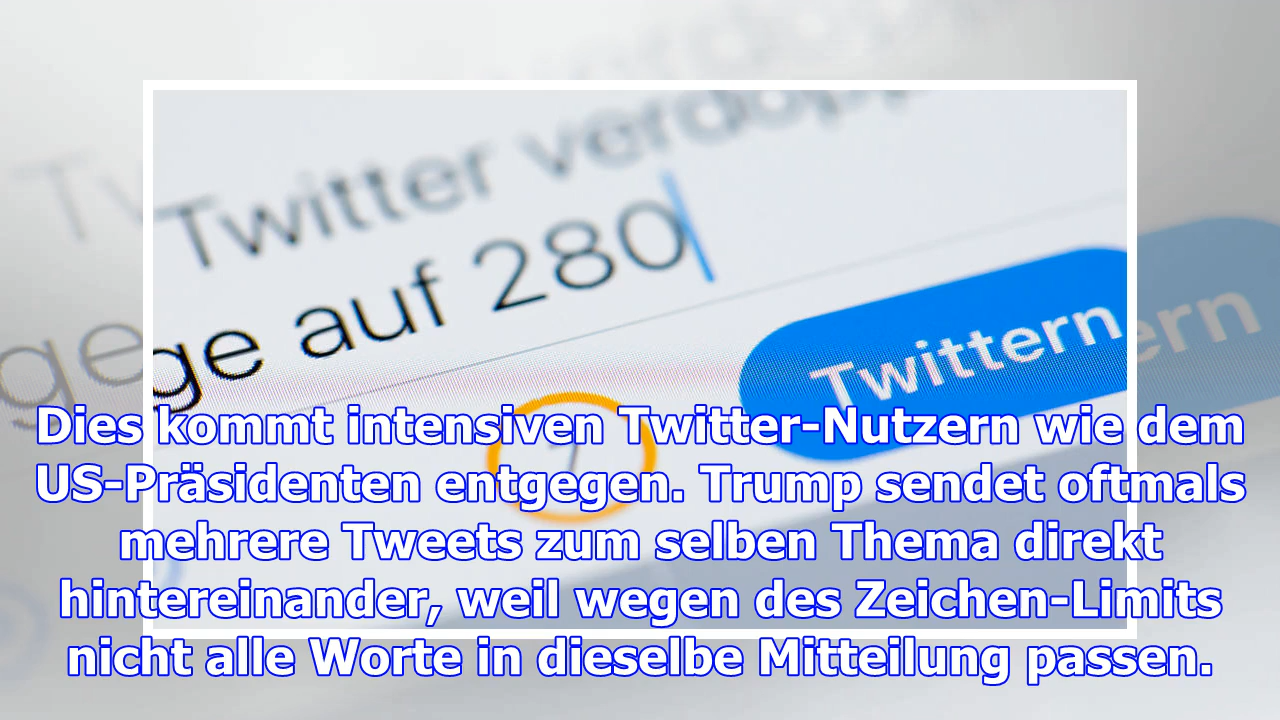 Twitter verdopp
ge auf 280
Twittern
7
Dies kommt intensiven Twitter-Nutzern wie dem
US-Präsidenten entgegen. Trump sendet oftmals
mehrere Tweets zum selben Thema direkt
hintereinander, weil wegen des Zeichen-Limits
nicht alle Worte in dieselbe Mitteilung passen.